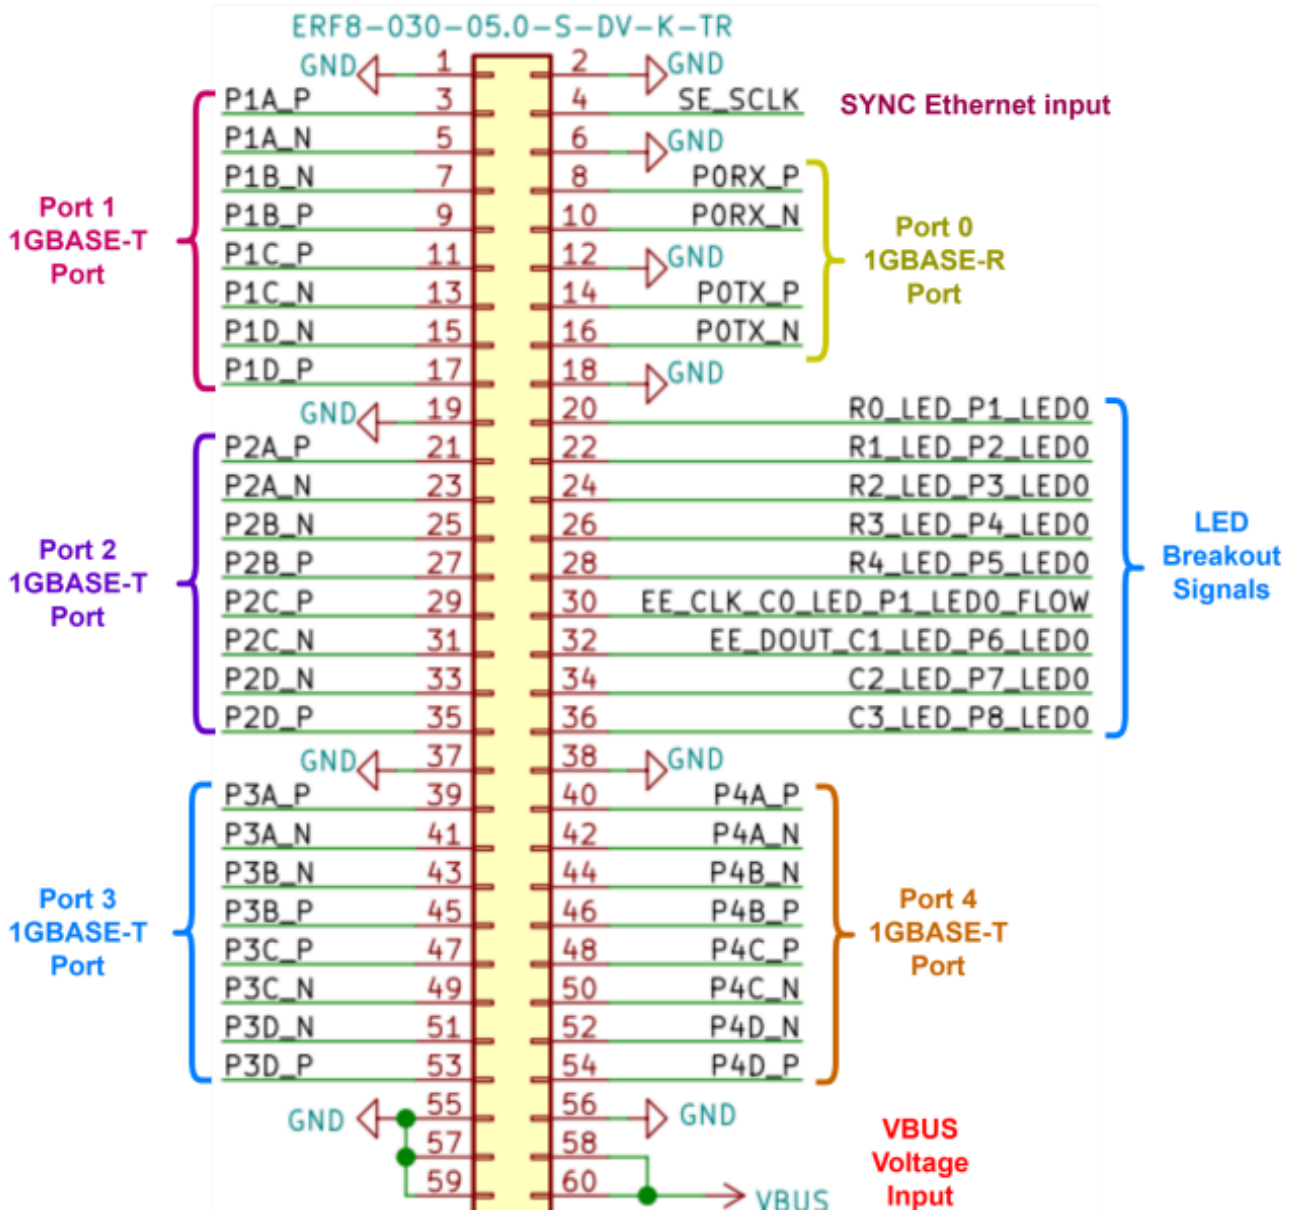 ERF8-030-05.0-S-DV-K-TR
GND 1 2 GND
P1A_P 3 4 SE_SCLK SYNC Ethernet input
P1A_N 5 6 GND
P1B_N 7 8 P0RX_P
P1B_P 9 10 P0RX_N
P1C_P 11 12 GND
P1C_N 13 14 P0TX_P
P1D_N 15 16 P0TX_N
P1D_P 17 18 GND
Port 1
1GBASE-T
Port
Port 0
1GBASE-R
Port
GND 19 20 R0_LED_P1_LED0
P2A_P 21 22 R1_LED_P2_LED0
P2A_N 23 24 R2_LED_P3_LED0
P2B_N 25 26 R3_LED_P4_LED0
P2B_P 27 28 R4_LED_P5_LED0
P2C_P 29 30 EE_CLK_C0_LED_P1_LED0_FLOW
P2C_N 31 32 EE_DOUT_C1_LED_P6_LED0
P2D_N 33 34 C2_LED_P7_LED0
P2D_P 35 36 C3_LED_P8_LED0
Port 2
1GBASE-T
Port
LED
Breakout
Signals
GND 37 38 GND
P3A_P 39 40 P4A_P
P3A_N 41 42 P4A_N
P3B_N 43 44 P4B_N
P3B_P 45 46 P4B_P
P3C_P 47 48 P4C_P
P3C_N 49 50 P4C_N
P3D_N 51 52 P4D_N
P3D_P 53 54 P4D_P
Port 3
1GBASE-T
Port
Port 4
1GBASE-T
Port
GND 55 56 GND
57 58
59 60 VBUS
VBUS
Voltage
Input